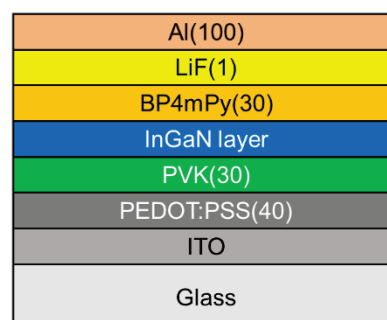 Al(100)
LiF(1)
BP4mPy(30)
InGaN layer
PVK(30)
PEDOT:PSS(40)
ITO
Glass